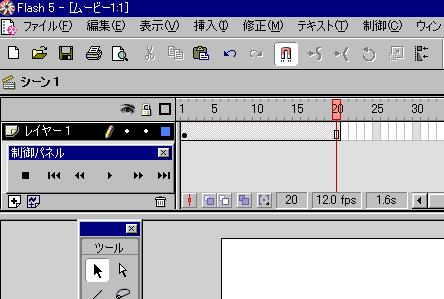 Flash 5 - [ムービー1:1]
ファイル(F) 編集(E) 表示(V) 挿入(I) 修正(M) テキスト(T) 制御(C) ウィン
シーン 1
1 5 10 15 20 25 30
レイヤー 1
制御パネル
20 12.0 fps 1.6s
ツール